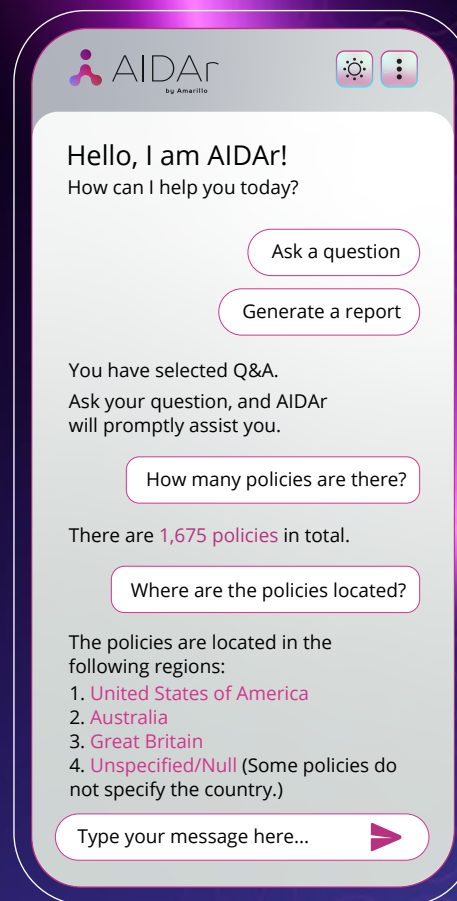 AIDAr
by Amarillo
Hello, I am AIDAr!
How can I help you today?
Ask a question
Generate a report
You have selected Q&A.
Ask your question, and AIDAr
will promptly assist you.
How many policies are there?
There are 1,675 policies in total.
Where are the policies located?
The policies are located in the
following regions:
1. United States of America
2. Australia
3. Great Britain
4. Unspecified/Null (Some policies do
not specify the country.)
Type your message here...